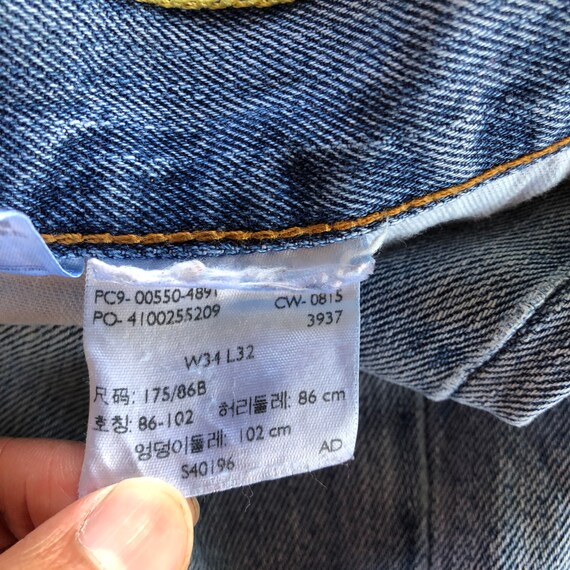 PC9- 00550-4891 CW- 0815
PO- 4100255209 3937
W34 L32
尺码: 175/86B
호칭: 86-102 허리둘레: 86 cm
엉덩이둘레: 102 cm
S40196 AD